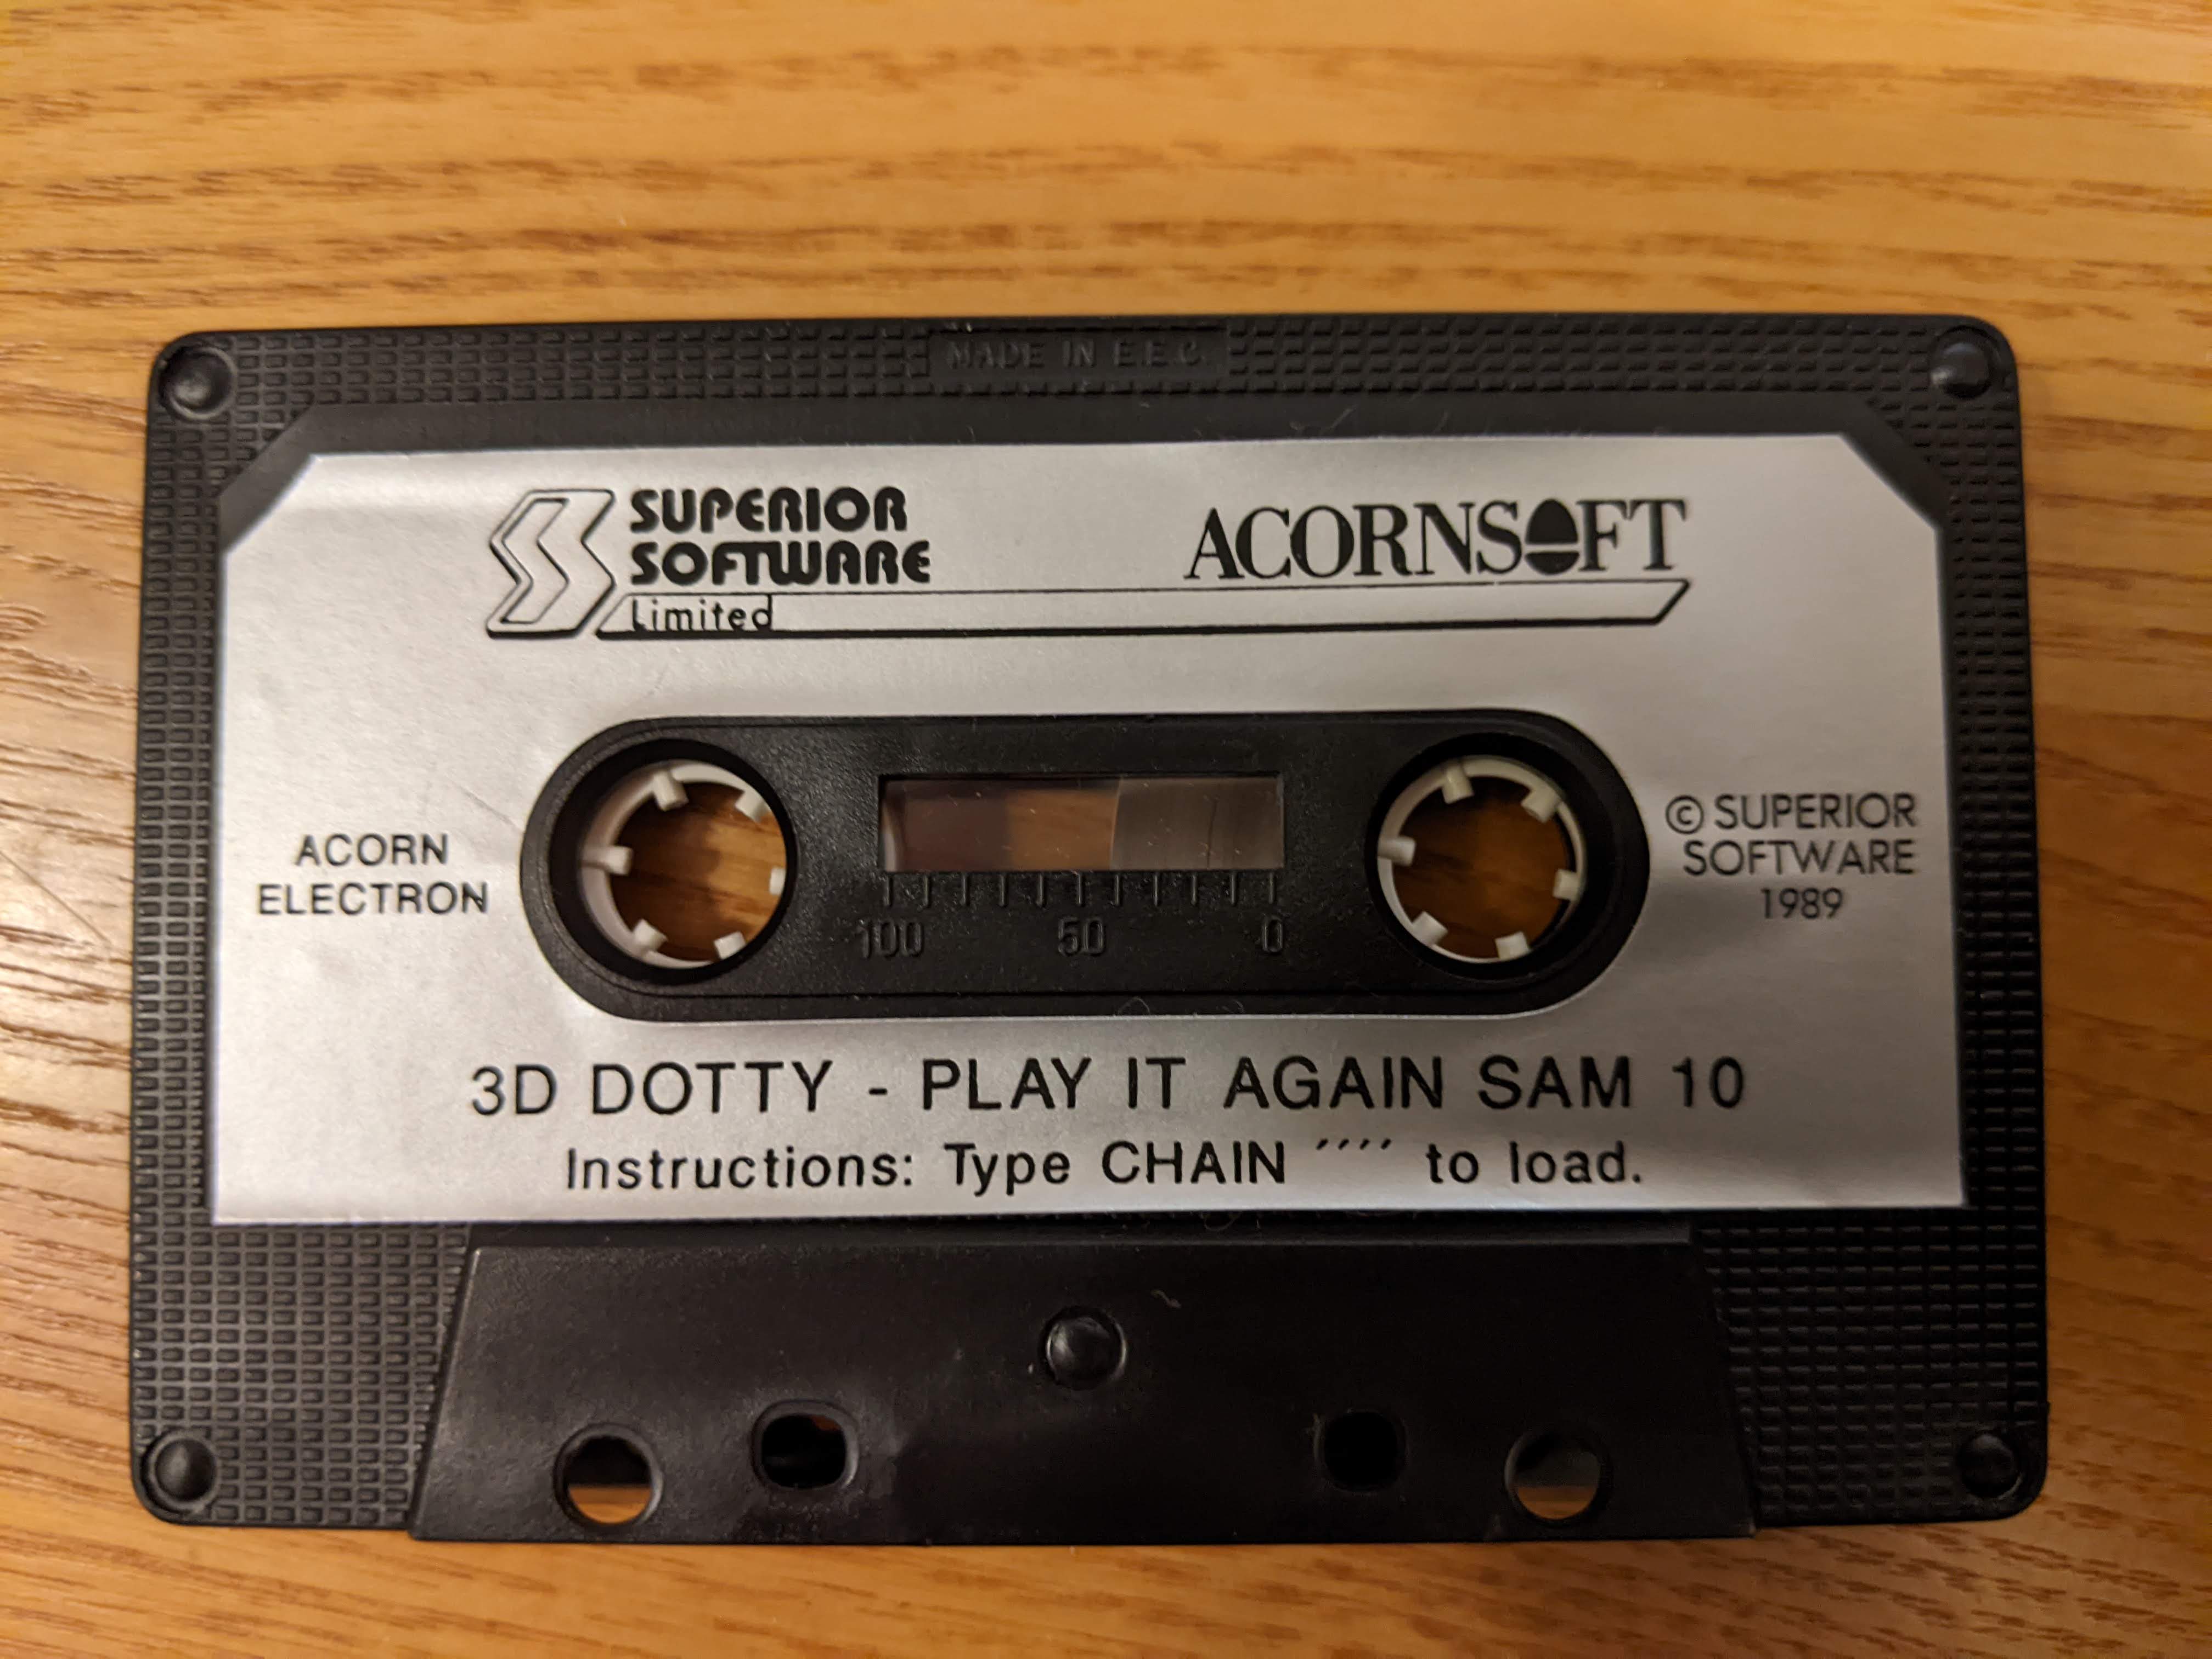 MADE IN E.E.C.
SUPERIOR
SOFTWARE
Limited
ACORNSOFT
ACORN
ELECTRON
100 50 0
© SUPERIOR
SOFTWARE
1989
3D DOTTY - PLAY IT AGAIN SAM 10
Instructions: Type CHAIN ´´´´ to load.